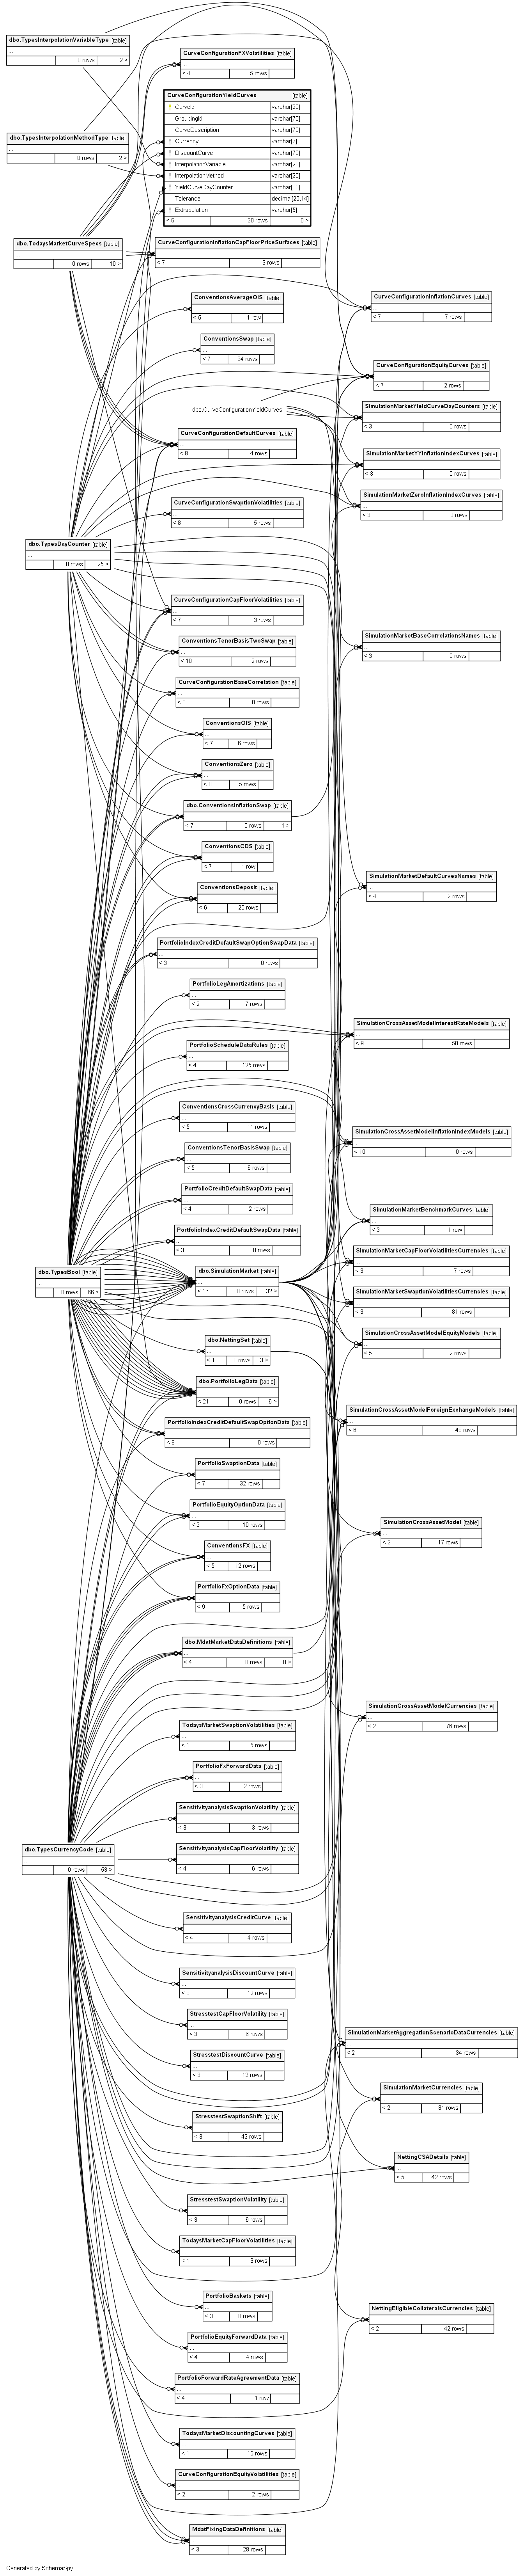 dbo.TypesInterpolationVariableType [table]
...
0 rows 2 >
CurveConfigurationFXVolatilities [table]
...
< 4 5 rows
CurveConfigurationYieldCurves [table]
CurveId varchar[20]
GroupingId varchar[70]
CurveDescription varchar[70]
Currency varchar[7]
DiscountCurve varchar[70]
InterpolationVariable varchar[20]
InterpolationMethod varchar[20]
YieldCurveDayCounter varchar[30]
Tolerance decimal[20,14]
Extrapolation varchar[5]
< 6 30 rows 0 >
dbo.TypesInterpolationMethodType [table]
...
0 rows 2 >
dbo.TodaysMarketCurveSpecs [table]
...
0 rows 10 >
CurveConfigurationInflationCapFloorPriceSurfaces [table]
...
< 7 3 rows
ConventionsAverageOIS [table]
...
< 5 1 row
CurveConfigurationInflationCurves [table]
...
< 7 7 rows
ConventionsSwap [table]
...
< 7 34 rows
CurveConfigurationEquityCurves [table]
...
< 7 2 rows
dbo.CurveConfigurationYieldCurves
SimulationMarketYieldCurveDayCounters [table]
...
< 3 0 rows
CurveConfigurationDefaultCurves [table]
...
< 8 4 rows
SimulationMarketYYInflationIndexCurves [table]
...
< 3 0 rows
SimulationMarketZeroInflationIndexCurves [table]
...
< 3 0 rows
CurveConfigurationSwaptionVolatilities [table]
...
< 8 5 rows
dbo.TypesDayCounter [table]
...
0 rows 25 >
CurveConfigurationCapFloorVolatilities [table]
...
< 7 3 rows
ConventionsTenorBasisTwoSwap [table]
...
< 10 2 rows
SimulationMarketBaseCorrelationsNames [table]
...
< 3 0 rows
CurveConfigurationBaseCorrelation [table]
...
< 3 0 rows
ConventionsOIS [table]
...
< 7 6 rows
ConventionsZero [table]
...
< 8 5 rows
dbo.ConventionsInflationSwap [table]
...
< 7 0 rows 1 >
ConventionsCDS [table]
...
< 7 1 row
ConventionsDeposit [table]
...
< 6 25 rows
SimulationMarketDefaultCurvesNames [table]
...
< 4 2 rows
PortfolioIndexCreditDefaultSwapOptionSwapData [table]
...
< 3 0 rows
PortfolioLegAmortizations [table]
...
< 2 7 rows
SimulationCrossAssetModelInterestRateModels [table]
...
< 9 50 rows
PortfolioScheduleDataRules [table]
...
< 4 125 rows
ConventionsCrossCurrencyBasis [table]
...
< 5 11 rows
SimulationCrossAssetModelInflationIndexModels [table]
...
< 10 0 rows
ConventionsTenorBasisSwap [table]
...
< 5 6 rows
PortfolioCreditDefaultSwapData [table]
...
< 4 2 rows
SimulationMarketBenchmarkCurves [table]
...
< 3 1 row
PortfolioIndexCreditDefaultSwapData [table]
...
< 3 0 rows
SimulationMarketCapFloorVolatilitiesCurrencies [table]
...
< 3 7 rows
dbo.TypesBool [table]
...
0 rows 66 >
dbo.SimulationMarket [table]
...
< 16 0 rows 32 >
SimulationMarketSwaptionVolatilitiesCurrencies [table]
...
< 3 81 rows
dbo.NettingSet [table]
...
< 1 0 rows 3 >
SimulationCrossAssetModelEquityModels [table]
...
< 5 2 rows
dbo.PortfolioLegData [table]
...
< 21 0 rows 6 >
SimulationCrossAssetModelForeignExchangeModels [table]
...
< 6 48 rows
PortfolioIndexCreditDefaultSwapOptionData [table]
...
< 8 0 rows
PortfolioSwaptionData [table]
...
< 7 32 rows
PortfolioEquityOptionData [table]
...
< 9 10 rows
SimulationCrossAssetModel [table]
...
< 2 17 rows
ConventionsFX [table]
...
< 5 12 rows
PortfolioFxOptionData [table]
...
< 9 5 rows
dbo.MdatMarketDataDefinitions [table]
...
< 4 0 rows 8 >
SimulationCrossAssetModelCurrencies [table]
...
< 2 76 rows
TodaysMarketSwaptionVolatilities [table]
...
< 1 5 rows
PortfolioFxForwardData [table]
...
< 3 2 rows
SensitivityanalysisSwaptionVolatility [table]
...
< 3 3 rows
dbo.TypesCurrencyCode [table]
...
0 rows 53 >
SensitivityanalysisCapFloorVolatility [table]
...
< 4 6 rows
SensitivityanalysisCreditCurve [table]
...
< 4 4 rows
SensitivityanalysisDiscountCurve [table]
...
< 3 12 rows
StresstestCapFloorVolatility [table]
...
< 3 6 rows
SimulationMarketAggregationScenarioDataCurrencies [table]
...
< 2 34 rows
StresstestDiscountCurve [table]
...
< 3 12 rows
SimulationMarketCurrencies [table]
...
< 2 81 rows
StresstestSwaptionShift [table]
...
< 3 42 rows
NettingCSADetails [table]
...
< 5 42 rows
StresstestSwaptionVolatility [table]
...
< 3 6 rows
TodaysMarketCapFloorVolatilities [table]
...
< 1 3 rows
PortfolioBaskets [table]
...
< 3 0 rows
NettingEligibleCollateralsCurrencies [table]
...
< 2 42 rows
PortfolioEquityForwardData [table]
...
< 4 4 rows
PortfolioForwardRateAgreementData [table]
...
< 4 1 row
TodaysMarketDiscountingCurves [table]
...
< 1 15 rows
CurveConfigurationEquityVolatilities [table]
...
< 2 2 rows
MdatFixingDataDefinitions [table]
...
< 3 28 rows
Generated by SchemaSpy